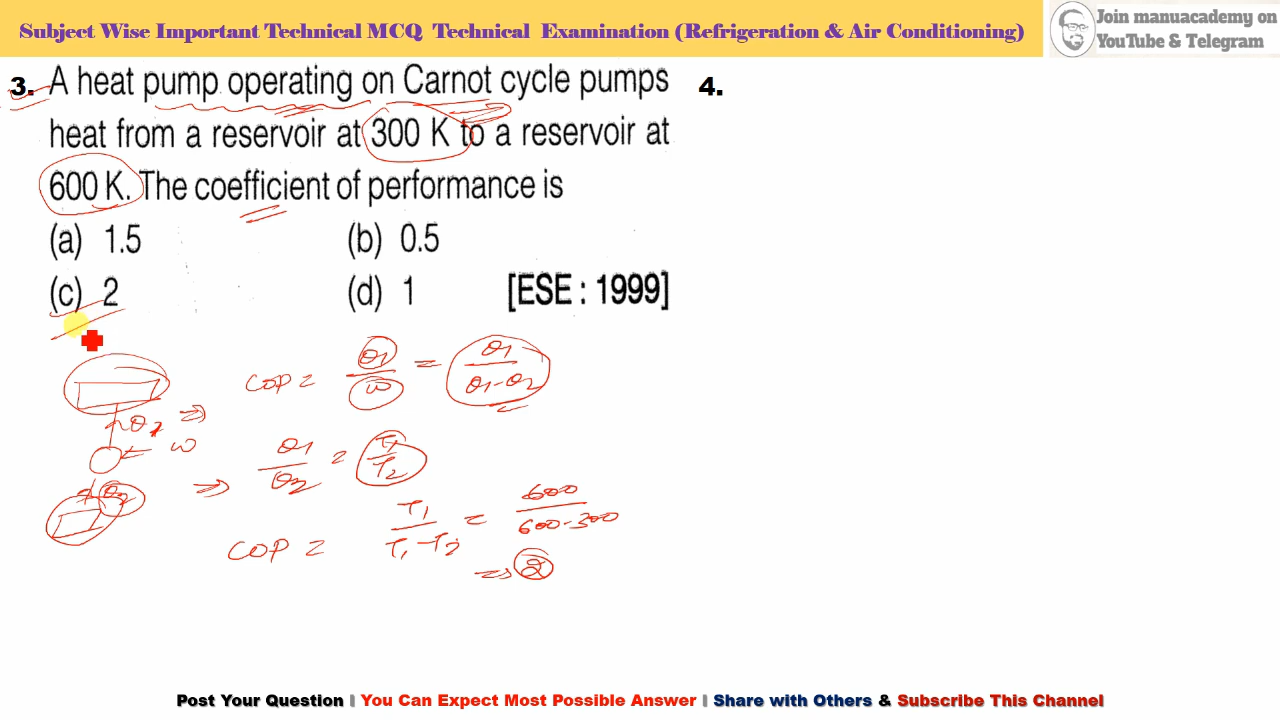 Subject Wise Important Technical MCQ Technical Examination (Refrigeration & Air Conditioning)
Join manuacademy on
YouTube & Telegram
3. A heat pump operating on Carnot cycle pumps
heat from a reservoir at 300 K to a reservoir at
600 K. The coefficient of performance is
(a) 1.5 (b) 0.5
(c) 2 (d) 1 [ESE : 1999]
4.
COP = Q1/W = Q1/(Q1-Q2)
Q1
W
Q2
⇒ Q1/Q2 = T1/T2
COP = T1/(T1-T2) = 600/(600-300)
⇒ 2
Post Your Question | You Can Expect Most Possible Answer | Share with Others & Subscribe This Channel